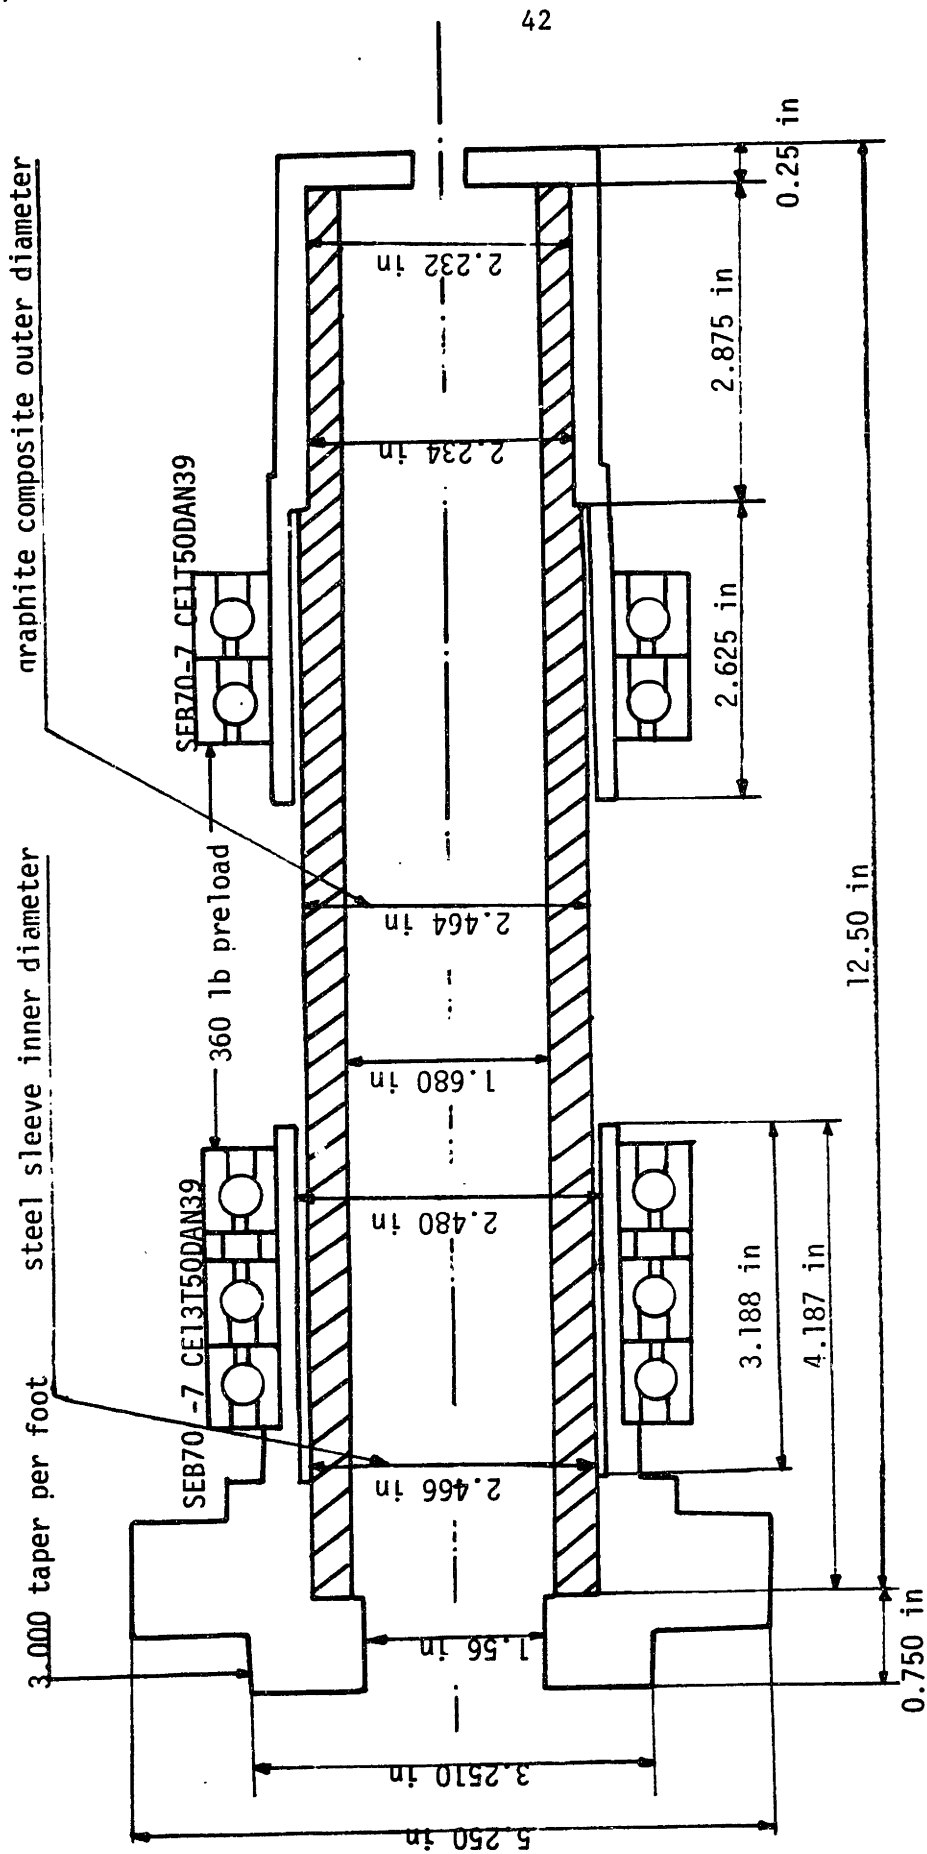 42
graphite composite outer diameter
steel sleeve inner diameter
3.000 taper per foot
SEB70-7 CE1T50DAN39
SEB70-7 CE13T50DAN39
360 lb preload
2.232 in
2.234 in
2.464 in
1.680 in
2.480 in
2.466 in
1.56 in
3.2510 in
5.250 in
0.25 in
2.875 in
2.625 in
12.50 in
3.188 in
4.187 in
0.750 in